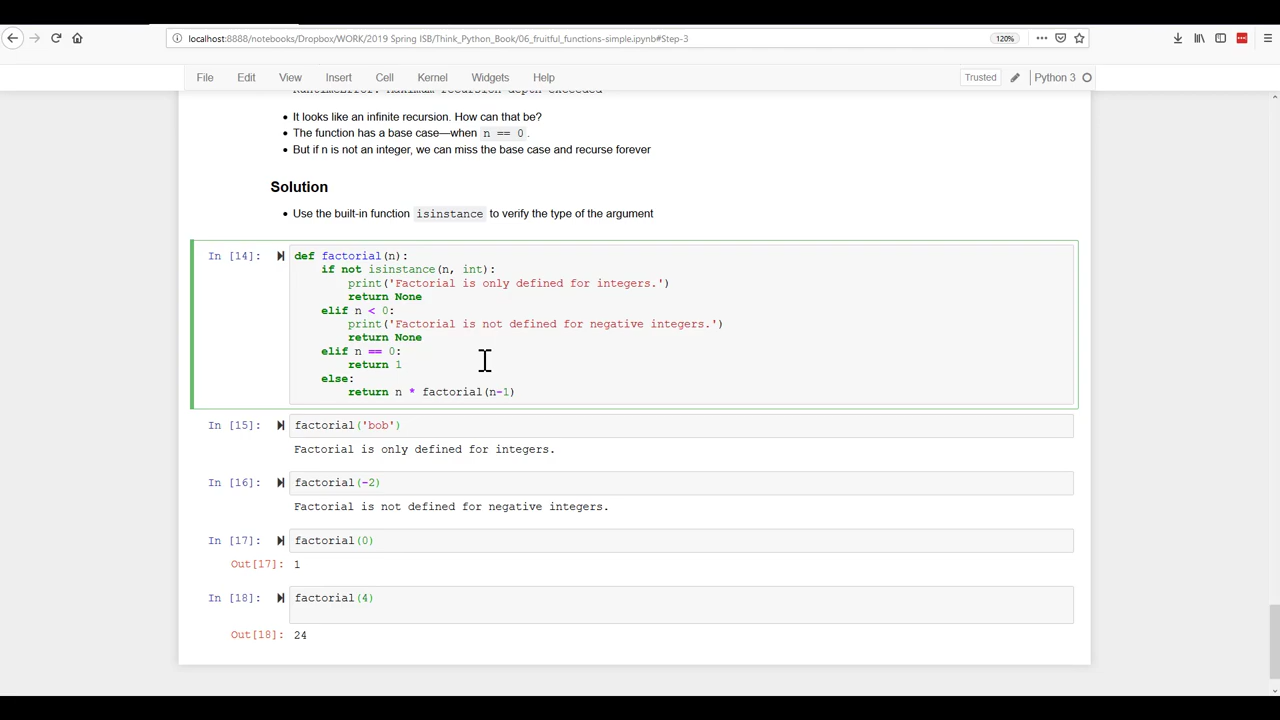 localhost:8888/notebooks/Dropbox/WORK/2019 Spring ISB/Think_Python_Book/06_fruitful_functions-simple.ipynb#Step-3
120%
File Edit View Insert Cell Kernel Widgets Help
Trusted
Python 3
RuntimeError: Maximum recursion depth exceeded
• It looks like an infinite recursion. How can that be?
• The function has a base case—when n == 0.
• But if n is not an integer, we can miss the base case and recurse forever
Solution
• Use the built-in function isinstance to verify the type of the argument
In [14]: def factorial(n):
    if not isinstance(n, int):
        print('Factorial is only defined for integers.')
        return None
    elif n < 0:
        print('Factorial is not defined for negative integers.')
        return None
    elif n == 0:
        return 1
    else:
        return n * factorial(n-1)
In [15]: factorial('bob')
Factorial is only defined for integers.
In [16]: factorial(-2)
Factorial is not defined for negative integers.
In [17]: factorial(0)
Out[17]: 1
In [18]: factorial(4)
Out[18]: 24